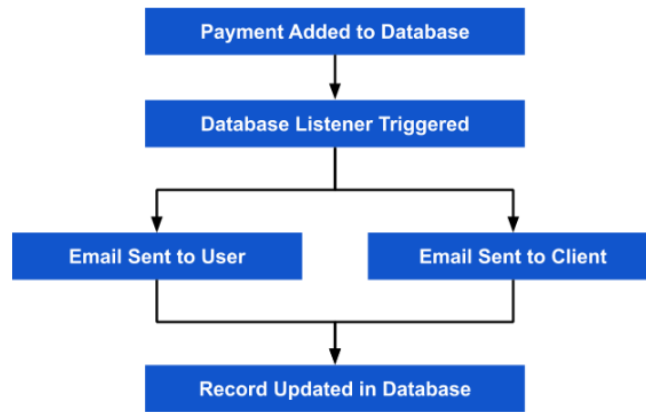 Payment Added to Database
Database Listener Triggered
Email Sent to User
Email Sent to Client
Record Updated in Database